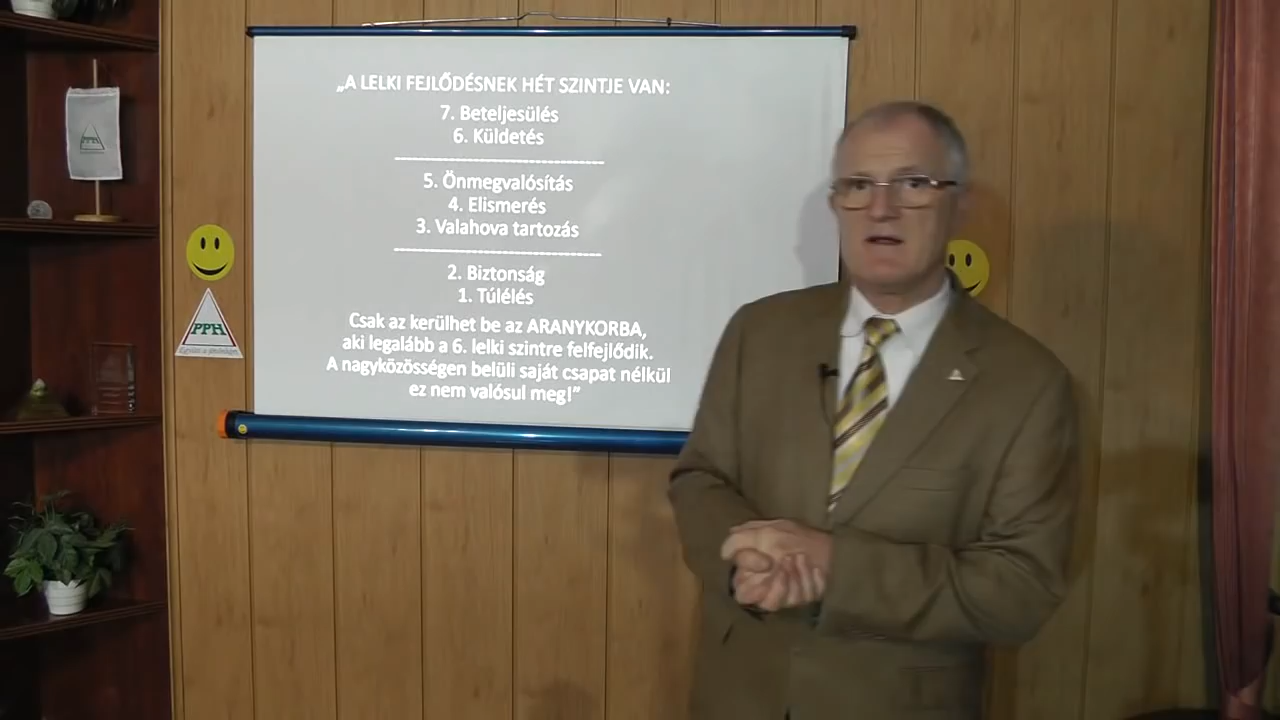 „A LELKI FEJLŐDÉSNEK HÉT SZINTJE VAN:
7. Beteljesülés
6. Küldetés
5. Önmegvalósítás
4. Elismerés
3. Valahova tartozás
2. Biztonság
1. Túlélés
Csak az kerülhet be az ARANYKORBA,
aki legalább a 6. lelki szintre felfejlődik.
A nagyközösségen belüli saját csapat nélkül
ez nem valósul meg!”
PPH
Együtt a jövőnkért